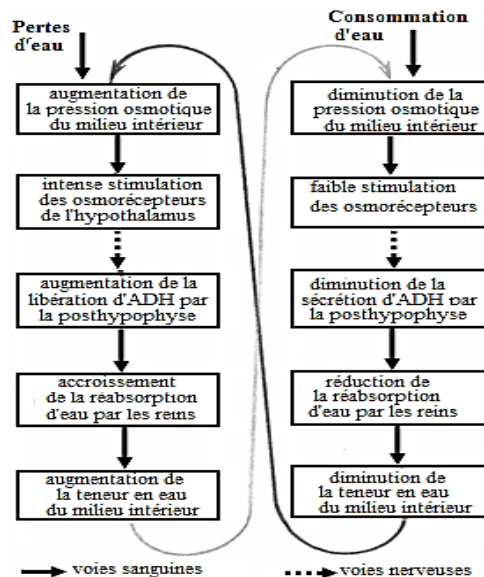 Pertes
d'eau
augmentation de
la pression osmotique
du milieu intérieur
intense stimulation
des osmorécepteurs
de l'hypothalamus
augmentation de la
libération d'ADH par
la posthypophyse
accroissement
de la réabsorption
d'eau par les reins
augmentation de
la teneur en eau
du milieu intérieur
Consommation
d'eau
diminution de la
pression osmotique
du milieu intérieur
faible stimulation
des osmorécepteurs
diminution de la
sécrétion d'ADH par
la posthypophyse
réduction de
la réabsorption
d'eau par les reins
diminution de
la teneur en eau
du milieu intérieur
voies sanguines
voies nerveuses